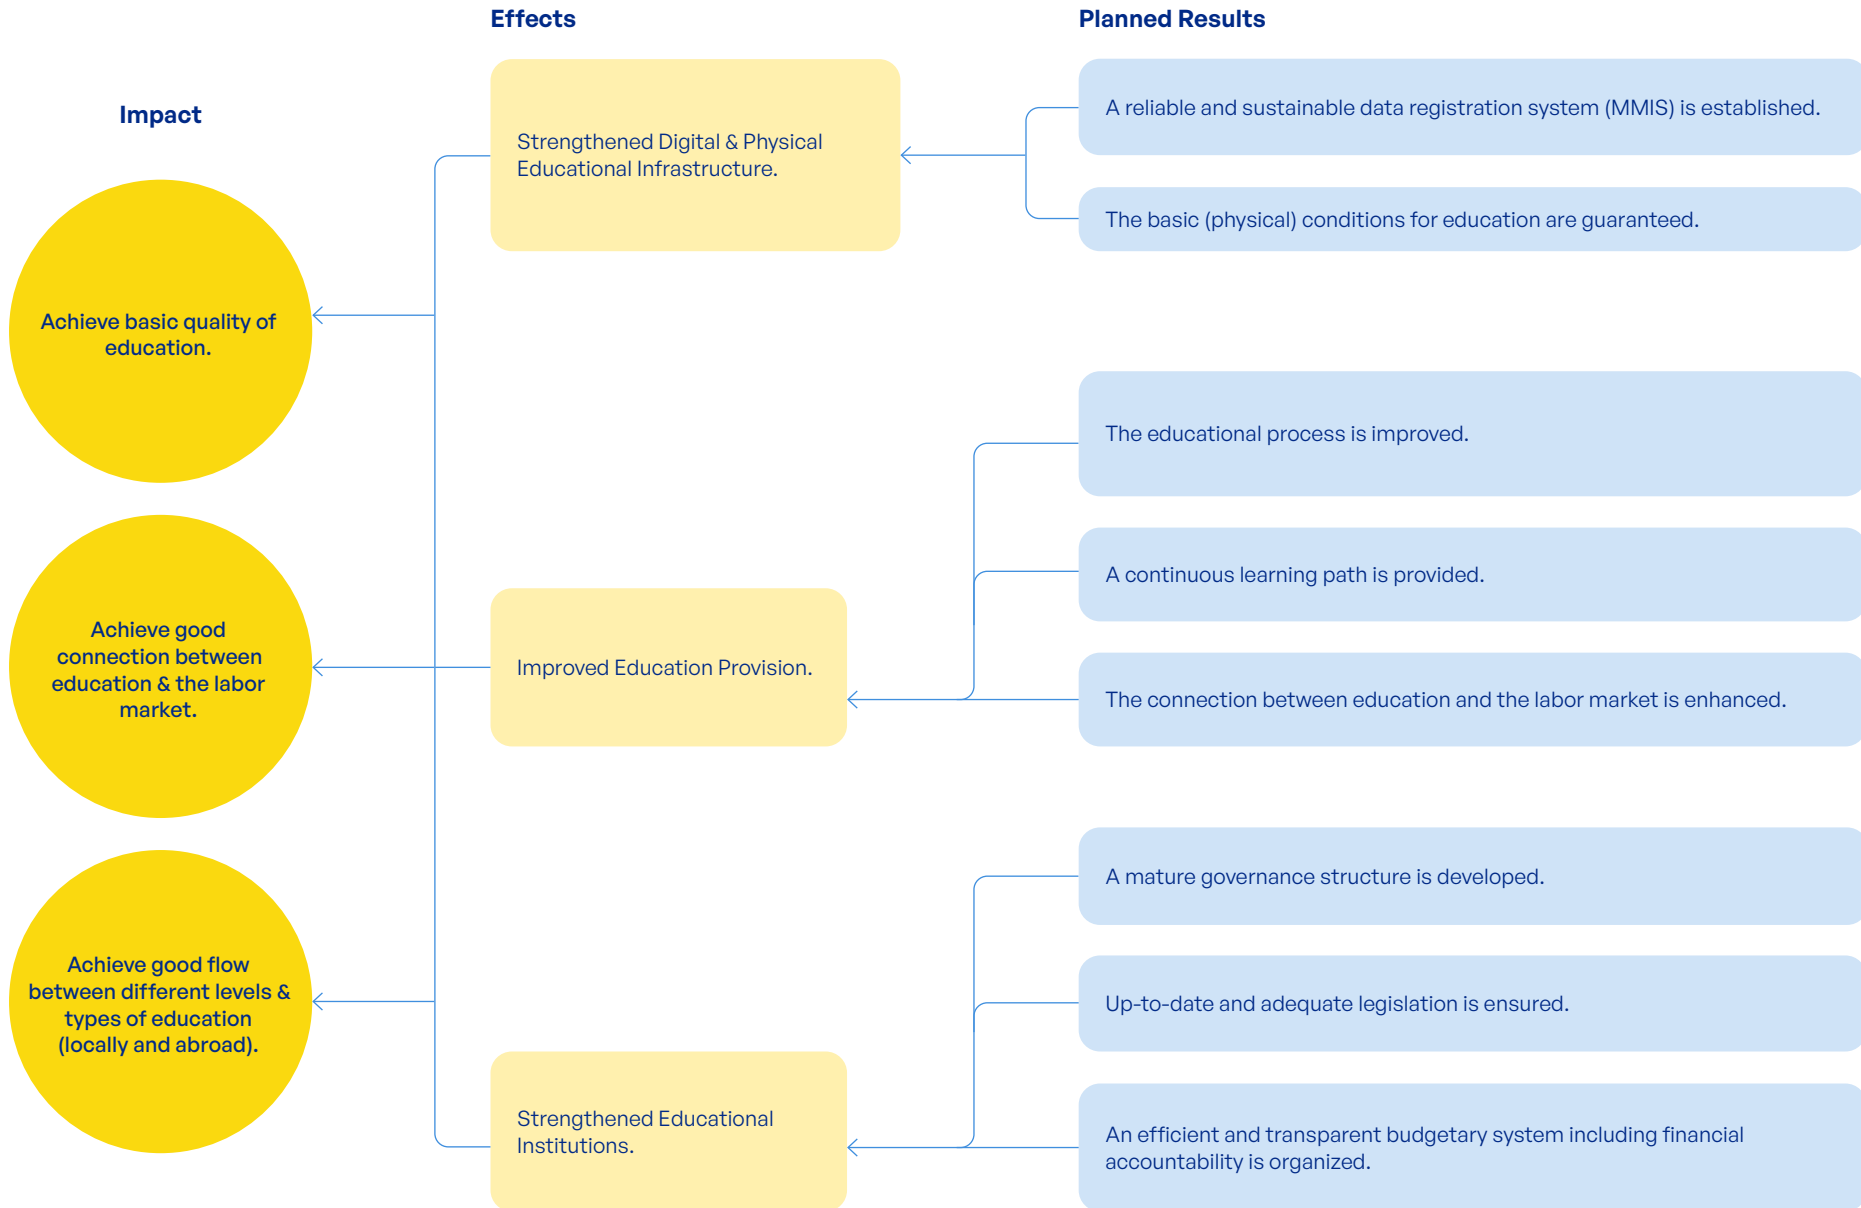 Effects
Planned Results
Impact
Strengthened Digital & Physical
Educational Infrastructure.
A reliable and sustainable data registration system (MMIS) is established.
The basic (physical) conditions for education are guaranteed.
Achieve basic quality of
education.
The educational process is improved.
A continuous learning path is provided.
Achieve good
connection between
education & the labor
market.
Improved Education Provision.
The connection between education and the labor market is enhanced.
A mature governance structure is developed.
Achieve good flow
between different levels &
types of education
(locally and abroad).
Up-to-date and adequate legislation is ensured.
Strengthened Educational
Institutions.
An efficient and transparent budgetary system including financial
accountability is organized.